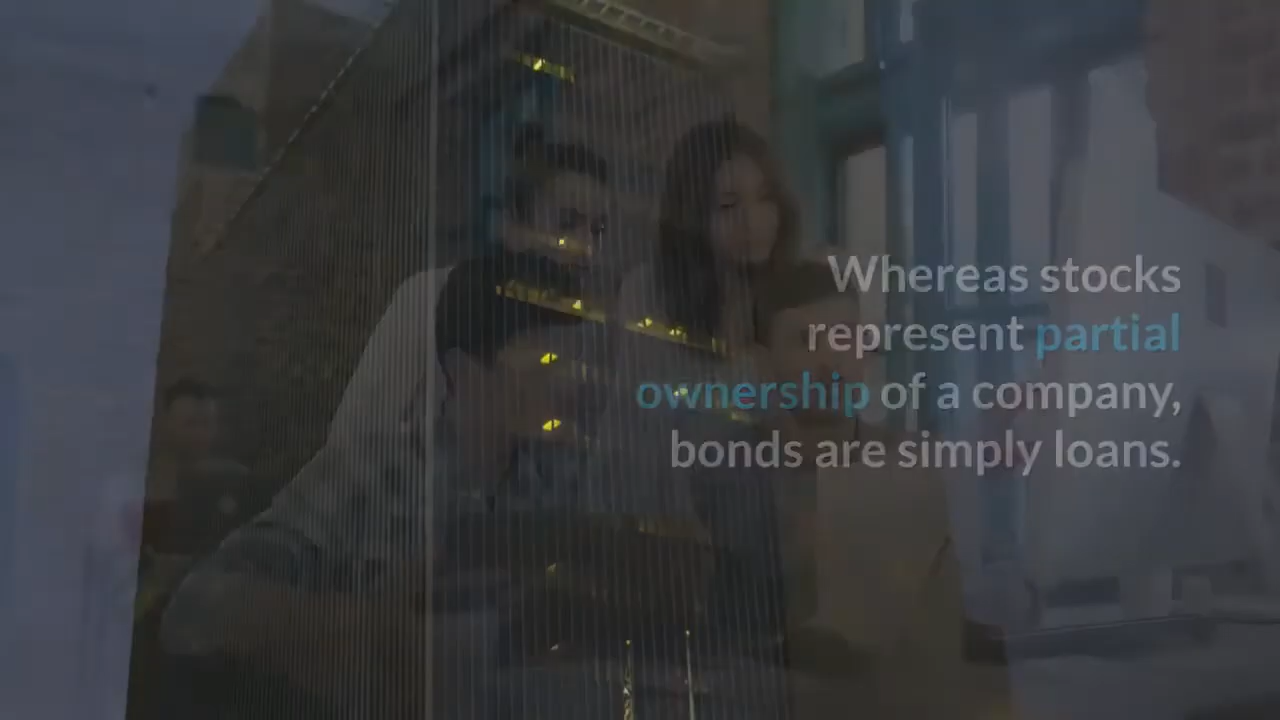 Whereas stocks
represent partial
ownership of a company,
bonds are simply loans.